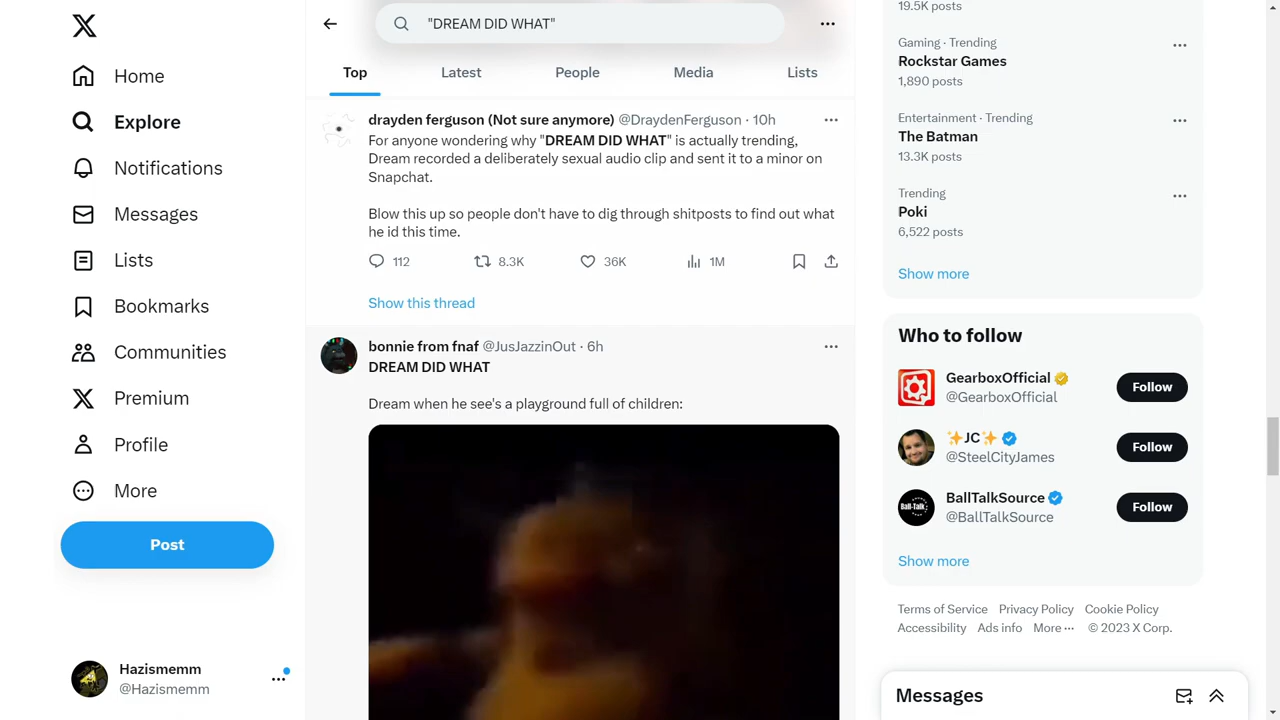 "DREAM DID WHAT"
Top
Latest
People
Media
Lists
Home
Explore
Notifications
Messages
Lists
Bookmarks
Communities
Premium
Profile
More
Post
Hazismemm
@Hazismemm
drayden ferguson (Not sure anymore) @DraydenFerguson · 10h
For anyone wondering why "DREAM DID WHAT" is actually trending,
Dream recorded a deliberately sexual audio clip and sent it to a minor on
Snapchat.
Blow this up so people don't have to dig through shitposts to find out what
he id this time.
112 8.3K 36K 1M
Show this thread
bonnie from fnaf @JusJazzinOut · 6h
DREAM DID WHAT
Dream when he see's a playground full of children:
19.5K posts
Gaming · Trending
Rockstar Games
1,890 posts
Entertainment · Trending
The Batman
13.3K posts
Trending
Poki
6,522 posts
Show more
Who to follow
GearboxOfficial
@GearboxOfficial
Follow
✨JC✨
@SteelCityJames
Follow
Ball-Talk
BallTalkSource
@BallTalkSource
Follow
Show more
Terms of Service Privacy Policy Cookie Policy
Accessibility Ads info More ··· © 2023 X Corp.
Messages